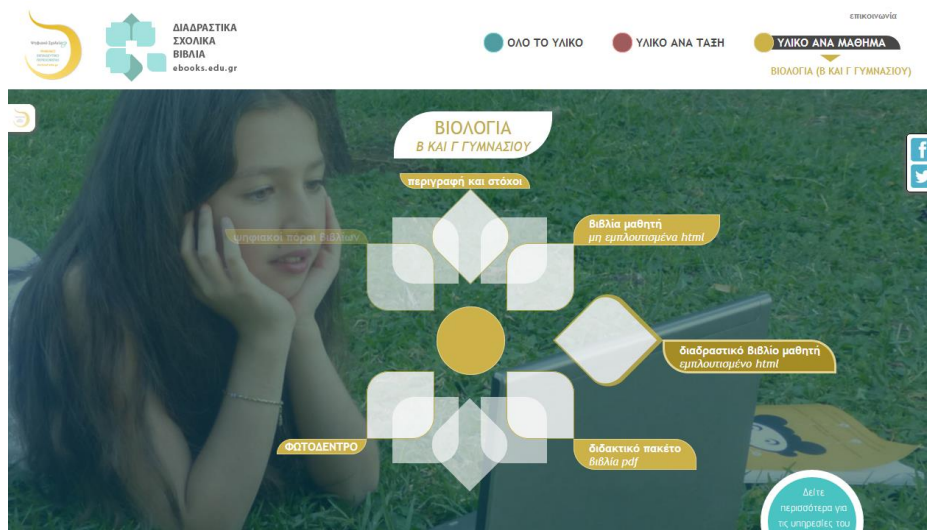 επικοινωνία
ΔΙΑΔΡΑΣΤΙΚΑ
ΣΧΟΛΙΚΑ
ΒΙΒΛΙΑ
ebooks.edu.gr
ΟΛΟ ΤΟ ΥΛΙΚΟ
ΥΛΙΚΟ ΑΝΑ ΤΑΞΗ
ΥΛΙΚΟ ΑΝΑ ΜΑΘΗΜΑ
ΒΙΟΛΟΓΙΑ (Β ΚΑΙ Γ ΓΥΜΝΑΣΙΟΥ)
ΒΙΟΛΟΓΙΑ
Β ΚΑΙ Γ ΓΥΜΝΑΣΙΟΥ
περιγραφή και στόχοι
ψηφιακοί πόροι βιβλίων
βιβλία μαθητή
μη εμπλουτισμένα html
διαδραστικό βιβλίο μαθητή
εμπλουτισμένο html
ΦΩΤΟΔΕΝΤΡΟ
διδακτικό πακέτο
βιβλία pdf
Δείτε
περισσότερα για
τις υπηρεσίες του